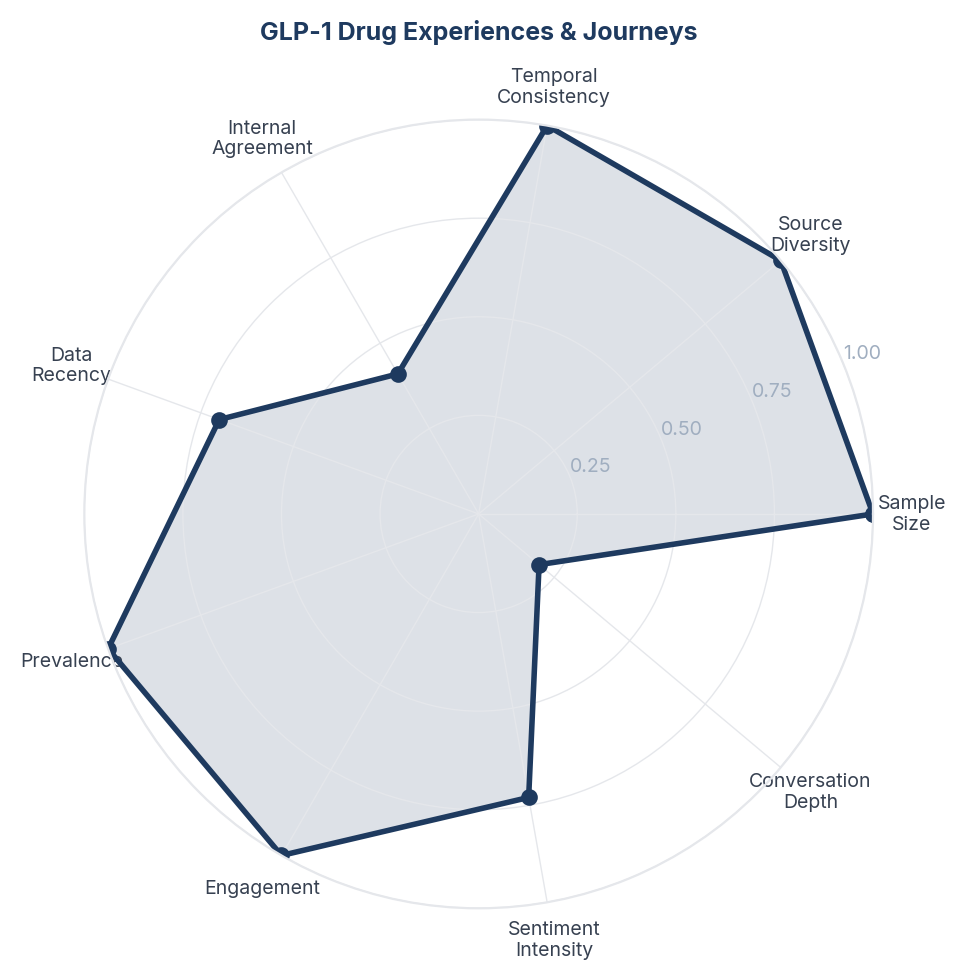 GLP-1 Drug Experiences & Journeys
Temporal
Consistency
Internal
Agreement
Source
Diversity
Data
Recency
1.00
0.75
0.50
0.25
Sample
Size
Prevalence
Conversation
Depth
Engagement
Sentiment
Intensity